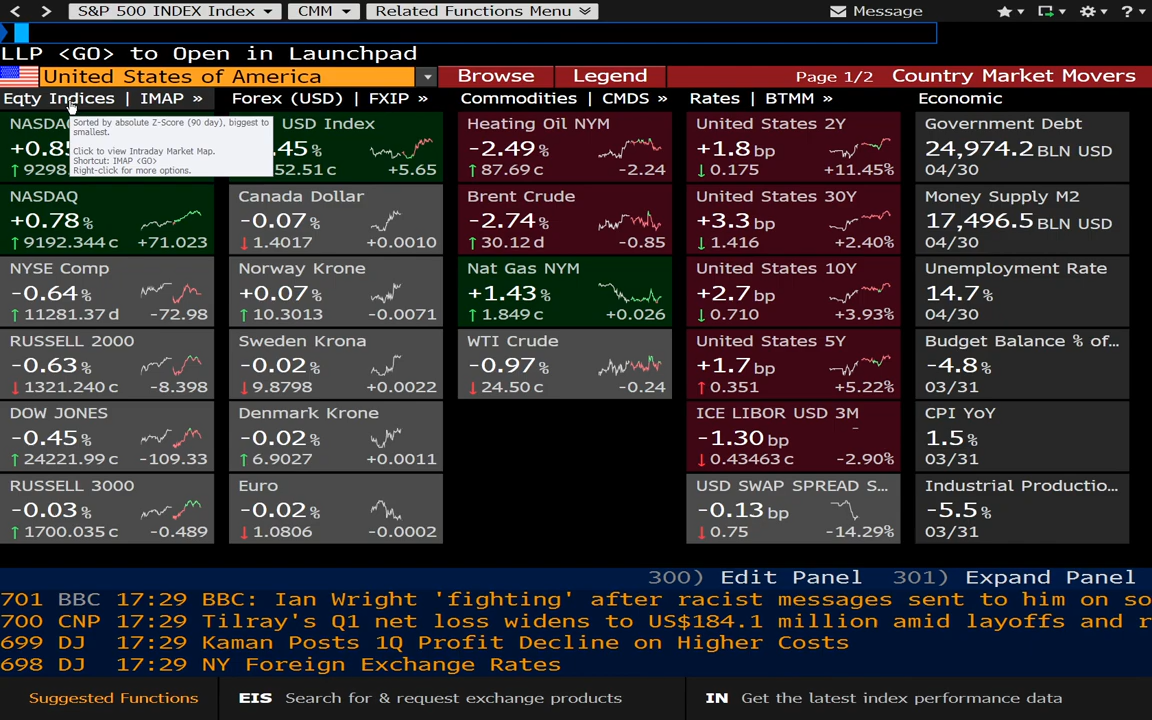 S&P 500 INDEX Index
CMM
Related Functions Menu
Message
?
LLP <GO> to Open in Launchpad
United States of America
Browse
Legend
Page 1/2
Country Market Movers
Eqty Indices | IMAP »
Forex (USD) | FXIP »
Commodities | CMDS »
Rates | BTMM »
Economic
Sorted by absolute Z-Score (90 day), biggest to
smallest.
Click to view Intraday Market Map.
Shortcut: IMAP <GO>
Right-click for more options.
NASDAQ
+0.78 %
9192.344 c +71.023
NYSE Comp
-0.64 %
11281.37 d -72.98
RUSSELL 2000
-0.63 %
1321.240 c -8.398
DOW JONES
-0.45 %
24221.99 c -109.33
RUSSELL 3000
-0.03 %
1700.035 c -0.489
USD Index
+5.65
Canada Dollar
-0.07 %
1.4017 +0.0010
Norway Krone
+0.07 %
10.3013 -0.0071
Sweden Krona
-0.02 %
9.8798 +0.0022
Denmark Krone
-0.02 %
6.9027 +0.0011
Euro
-0.02 %
1.0806 -0.0002
Heating Oil NYM
-2.49 %
87.69 c -2.24
Brent Crude
-2.74 %
30.12 d -0.85
Nat Gas NYM
+1.43 %
1.849 c +0.026
WTI Crude
-0.97 %
24.50 c -0.24
United States 2Y
+1.8 bp
0.175 +11.45%
United States 30Y
+3.3 bp
1.416 +2.40%
United States 10Y
+2.7 bp
0.710 +3.93%
United States 5Y
+1.7 bp
0.351 +5.22%
ICE LIBOR USD 3M
-1.30 bp
0.43463 c -2.90%
USD SWAP SPREAD S...
-0.13 bp
0.75 -14.29%
Government Debt
24,974.2 BLN USD
04/30
Money Supply M2
17,496.5 BLN USD
04/30
Unemployment Rate
14.7 %
04/30
Budget Balance % of...
-4.8 %
03/31
CPI YoY
1.5 %
03/31
Industrial Productio...
-5.5 %
03/31
300) Edit Panel 301) Expand Panel
701 BBC 17:29 BBC: Ian Wright 'fighting' after racist messages sent to him on so
700 CNP 17:29 Tilray's Q1 net loss widens to US$184.1 million amid layoffs and r
699 DJ 17:29 Kaman Posts 1Q Profit Decline on Higher Costs
698 DJ 17:29 NY Foreign Exchange Rates
Suggested Functions
EIS Search for & request exchange products
IN Get the latest index performance data